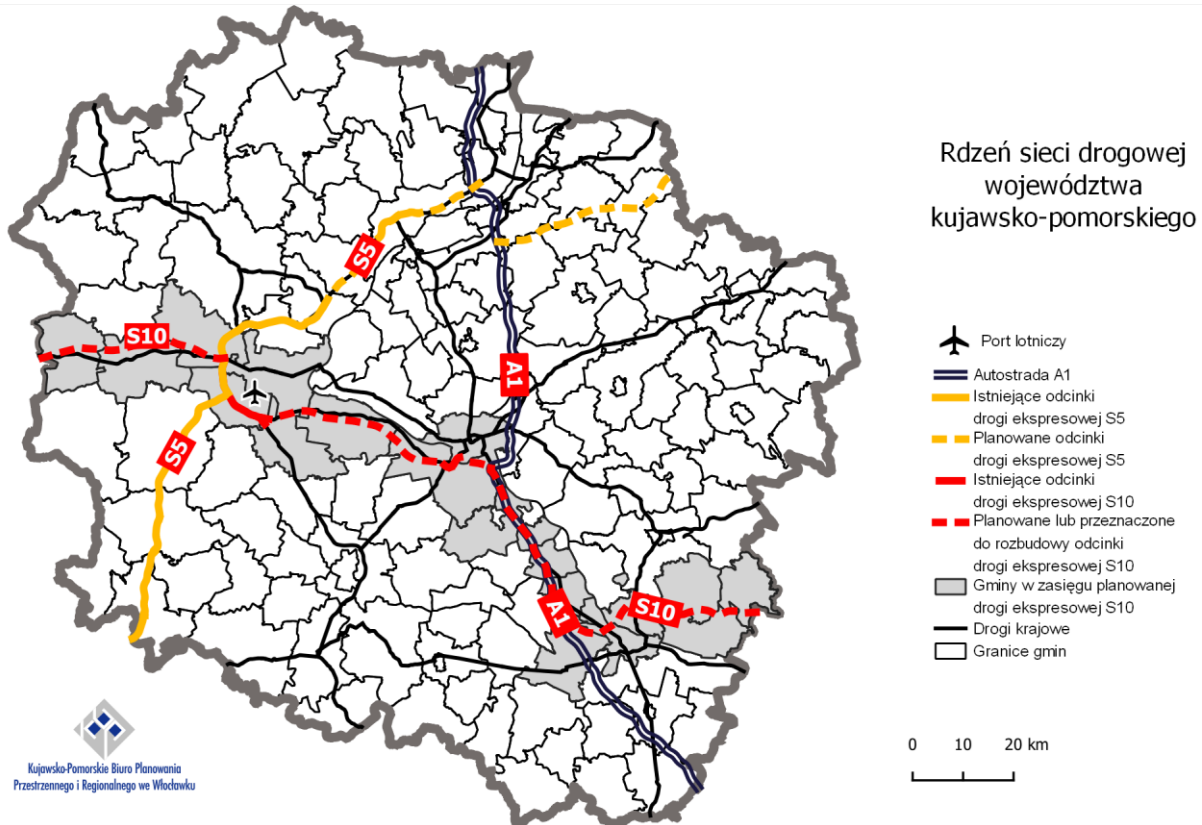 Rdzeń sieci drogowej
województwa
kujawsko-pomorskiego
S5
S10
A1
S5
A1
S10
Port lotniczy
Autostrada A1
Istniejące odcinki
drogi ekspresowej S5
Planowane odcinki
drogi ekspresowej S5
Istniejące odcinki
drogi ekspresowej S10
Planowane lub przeznaczone
do rozbudowy odcinki
drogi ekspresowej S10
Gminy w zasięgu planowanej
drogi ekspresowej S10
Drogi krajowe
Granice gmin
0 10 20 km
Kujawsko-Pomorskie Biuro Planowania
Przestrzennego i Regionalnego we Włocławku